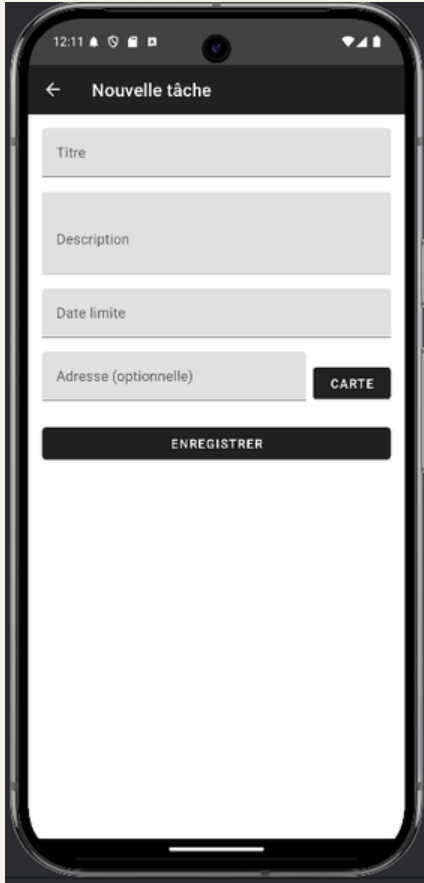 12:11
Nouvelle tâche
Titre
Description
Date limite
Adresse (optionnelle)
CARTE
ENREGISTRER